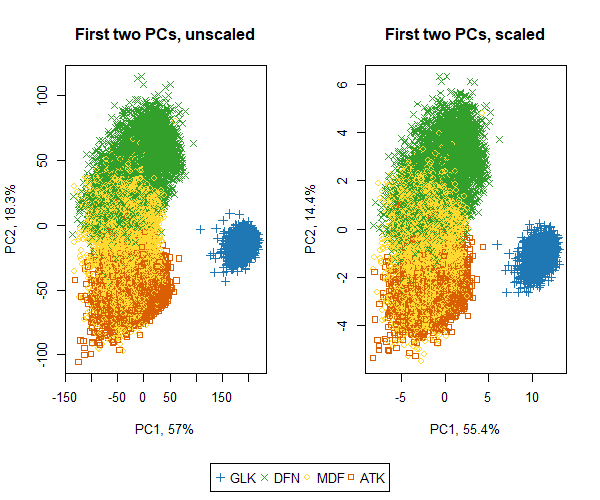 First two PCs, unscaled
First two PCs, scaled
PC2, 18.3%
100
50
0
-50
-100
-150
-50
0
50
150
PC1, 57%
PC2, 14.4%
6
4
2
0
-2
-4
-5
0
5
10
PC1, 55.4%
GLK DFN MDF ATK